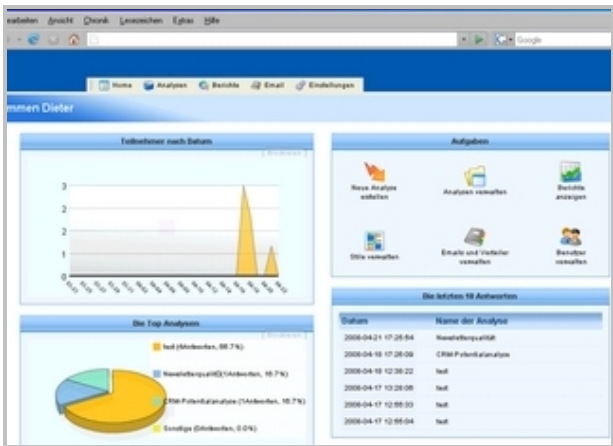 earbeiten Ansicht Chronik Lesezeichen Extras Hilfe
Google
Home Analysen Berichte Email Einstellungen
mmen Dieter
Teilnehmer nach Datum
Aufgaben
3
2
2
1
1
0
Neue Analyse erstellen
Analysen verwalten
Berichte anzeigen
Stile verwalten
Emails und Verteiler verwalten
Benutzer verwalten
Die Top Analysen
test (4Antworten, 66.7%)
Newsletterqualität(1Antworten, 16.7%)
CRM-Potentialanalyse (1Antworten, 16.7%)
Sonstige (0Antworten, 0.0%)
Die letzten 10 Antworten
Datum Name der Analyse
2008-04-21 17:25:54 Newsletterqualität
2008-04-18 17:26:09 CRM-Potentialanalyse
2008-04-18 12:38:22 test
2008-04-17 13:28:06 test
2008-04-17 12:55:33 test
2008-04-17 12:55:04 test